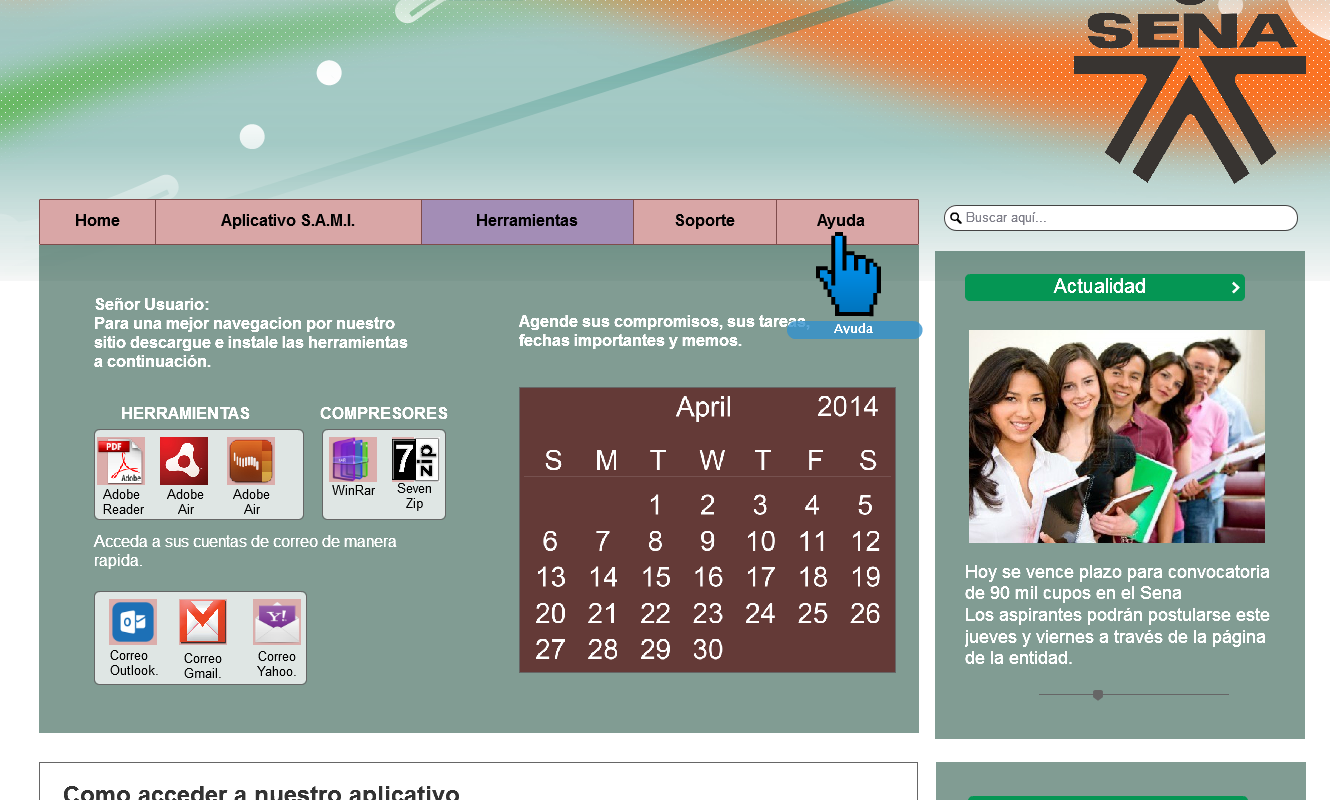 SENA
Home
Aplicativo S.A.M.I.
Herramientas
Soporte
Ayuda
Buscar aquí...
Ayuda
Señor Usuario:
Para una mejor navegacion por nuestro
sitio descargue e instale las herramientas
a continuación.
HERRAMIENTAS
COMPRESORES
PDF
Adobe
7
zip
Adobe
Reader
Adobe
Air
Adobe
Air
WinRar
Seven
Zip
Acceda a sus cuentas de correo de manera
rapida.
Y!
Correo
Outlook.
Correo
Gmail.
Correo
Yahoo.
Agende sus compromisos, sus tareas,
fechas importantes y memos.
April 2014
S M T W T F S
1 2 3 4 5
6 7 8 9 10 11 12
13 14 15 16 17 18 19
20 21 22 23 24 25 26
27 28 29 30
Actualidad
Hoy se vence plazo para convocatoria
de 90 mil cupos en el Sena
Los aspirantes podrán postularse este
jueves y viernes a través de la página
de la entidad.
Como acceder a nuestro aplicativo